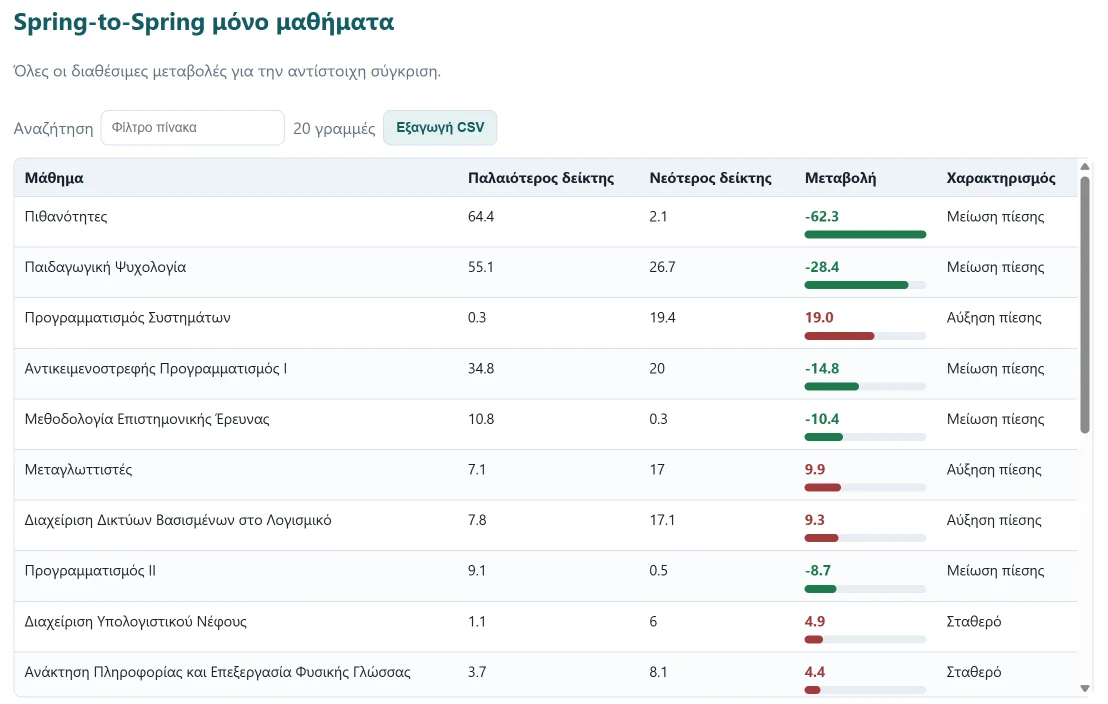 Spring-to-Spring μόνο μαθήματα
Όλες οι διαθέσιμες μεταβολές για την αντίστοιχη σύγκριση.
Αναζήτηση Φίλτρο πίνακα 20 γραμμές Εξαγωγή CSV
Μάθημα Παλαιότερος δείκτης Νεότερος δείκτης Μεταβολή Χαρακτηρισμός
Πιθανότητες 64.4 2.1 -62.3 Μείωση πίεσης
Παιδαγωγική Ψυχολογία 55.1 26.7 -28.4 Μείωση πίεσης
Προγραμματισμός Συστημάτων 0.3 19.4 19.0 Αύξηση πίεσης
Αντικειμενοστρεφής Προγραμματισμός Ι 34.8 20 -14.8 Μείωση πίεσης
Μεθοδολογία Επιστημονικής Έρευνας 10.8 0.3 -10.4 Μείωση πίεσης
Μεταγλωττιστές 7.1 17 9.9 Αύξηση πίεσης
Διαχείριση Δικτύων Βασισμένων στο Λογισμικό 7.8 17.1 9.3 Αύξηση πίεσης
Προγραμματισμός ΙΙ 9.1 0.5 -8.7 Μείωση πίεσης
Διαχείριση Υπολογιστικού Νέφους 1.1 6 4.9 Σταθερό
Ανάκτηση Πληροφορίας και Επεξεργασία Φυσικής Γλώσσας 3.7 8.1 4.4 Σταθερό